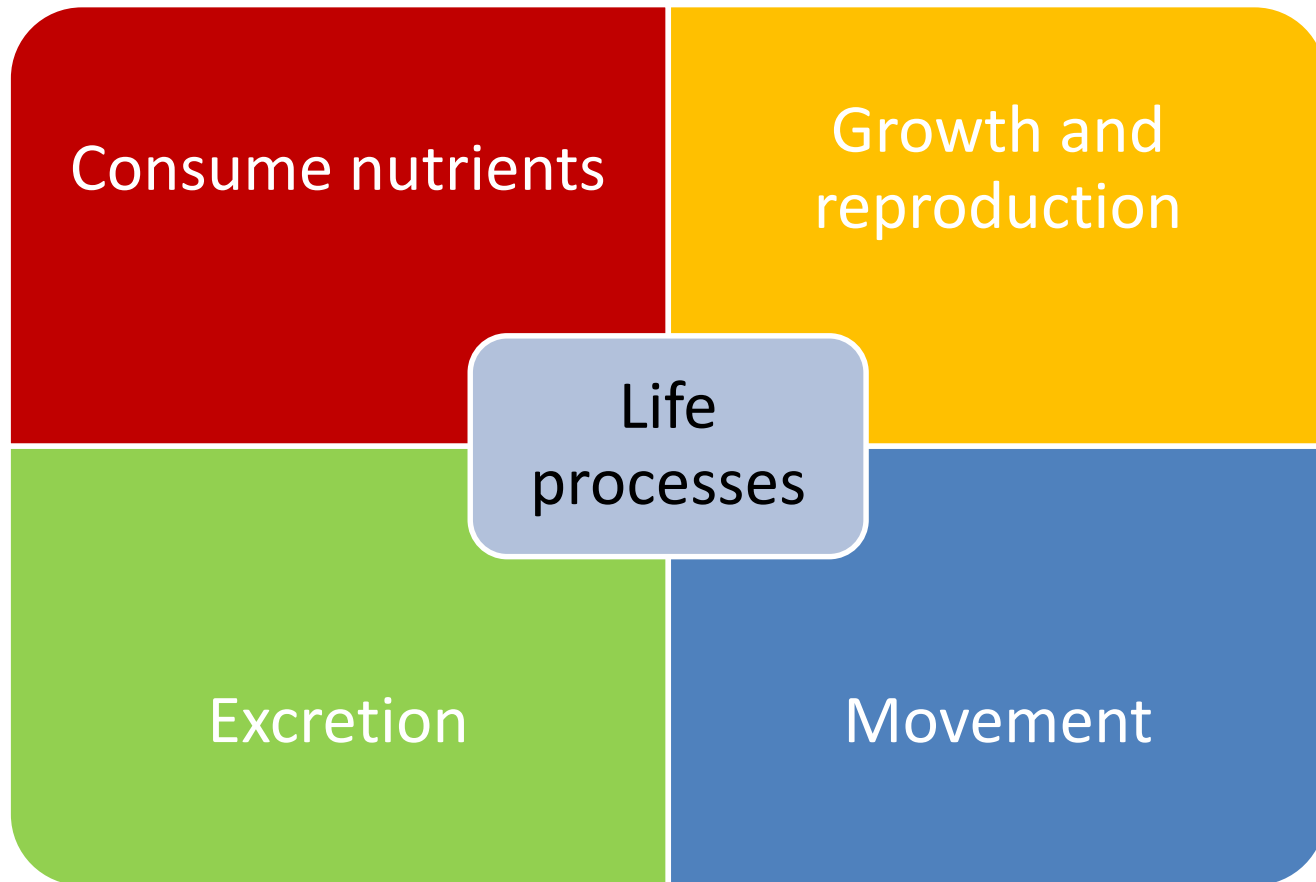 Consume nutrients
Growth and
reproduction
Life
processes
Excretion
Movement